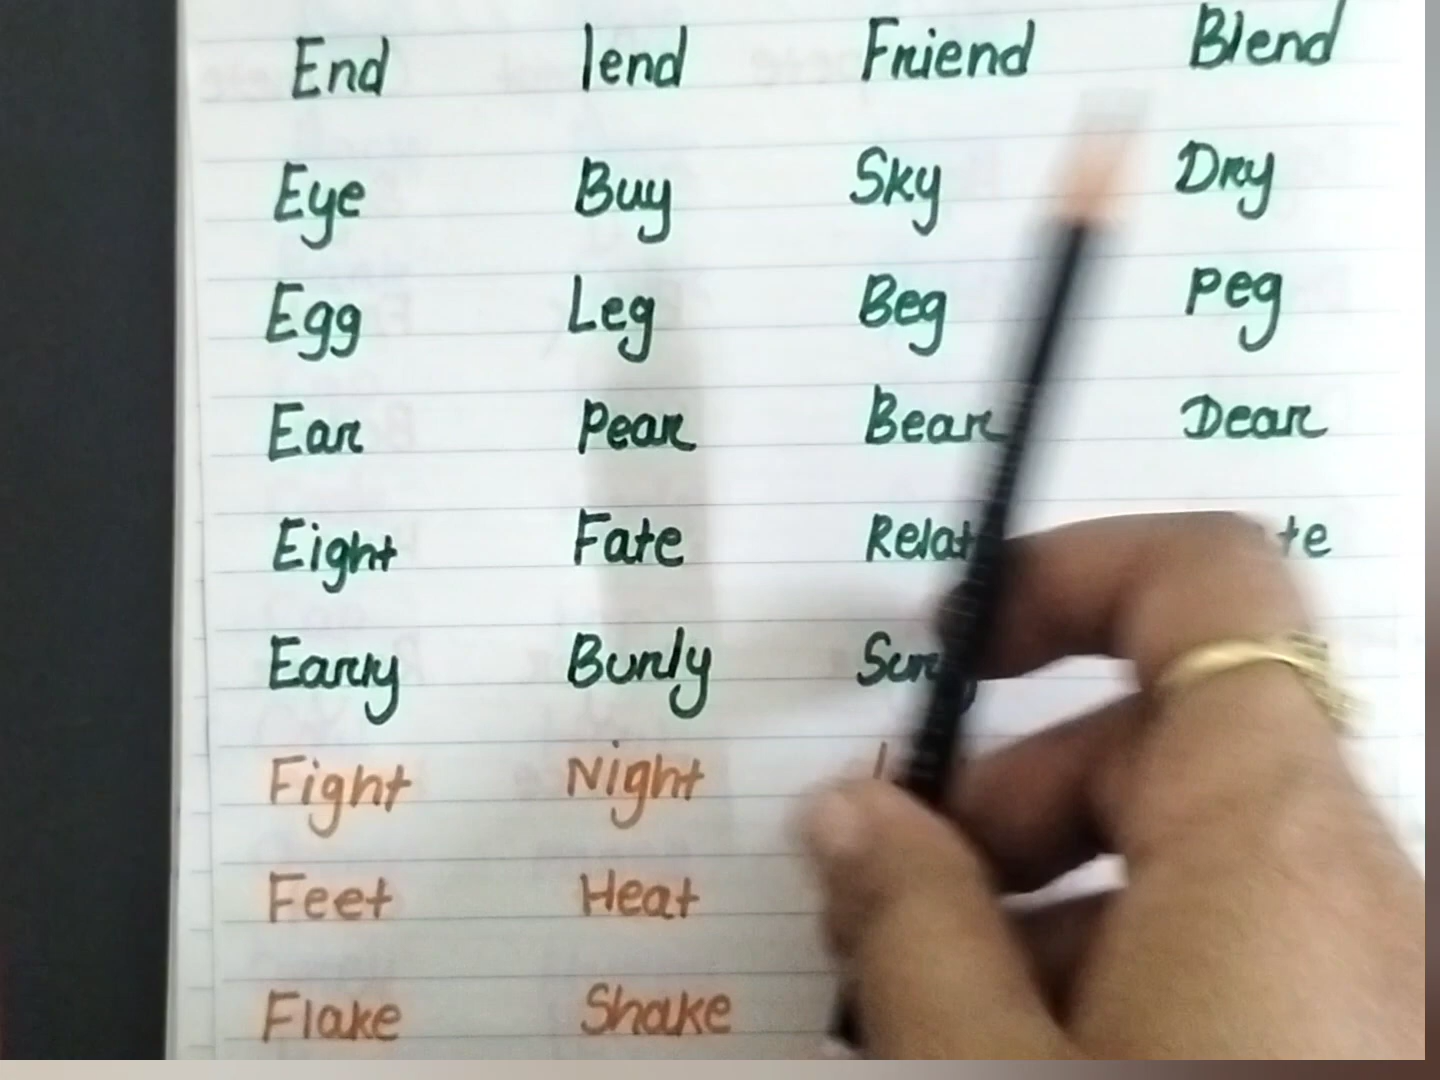 End lend Friend Blend
Eye Buy Sky Dry
Egg Leg Beg Peg
Ear Pear Bear Dear
Eight Fate
Earry Burly
Fight Night
Feet Heat
Flake Shake